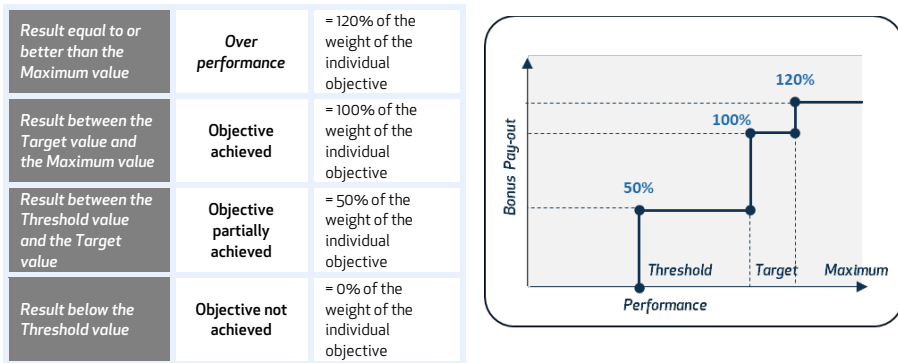 Result equal to or
better than the
Maximum value
Over
performance
= 120% of the
weight of the
individual
objective
Result between the
Target value and
the Maximum value
Objective
achieved
= 100% of the
weight of the
individual
objective
Result between the
Threshold value
and the Target
value
Objective
partially
achieved
= 50% of the
weight of the
individual
objective
Result below the
Threshold value
Objective not
achieved
= 0% of the
weight of the
individual
objective
Bonus Pay-out
120%
100%
50%
Threshold
Target
Maximum
Performance